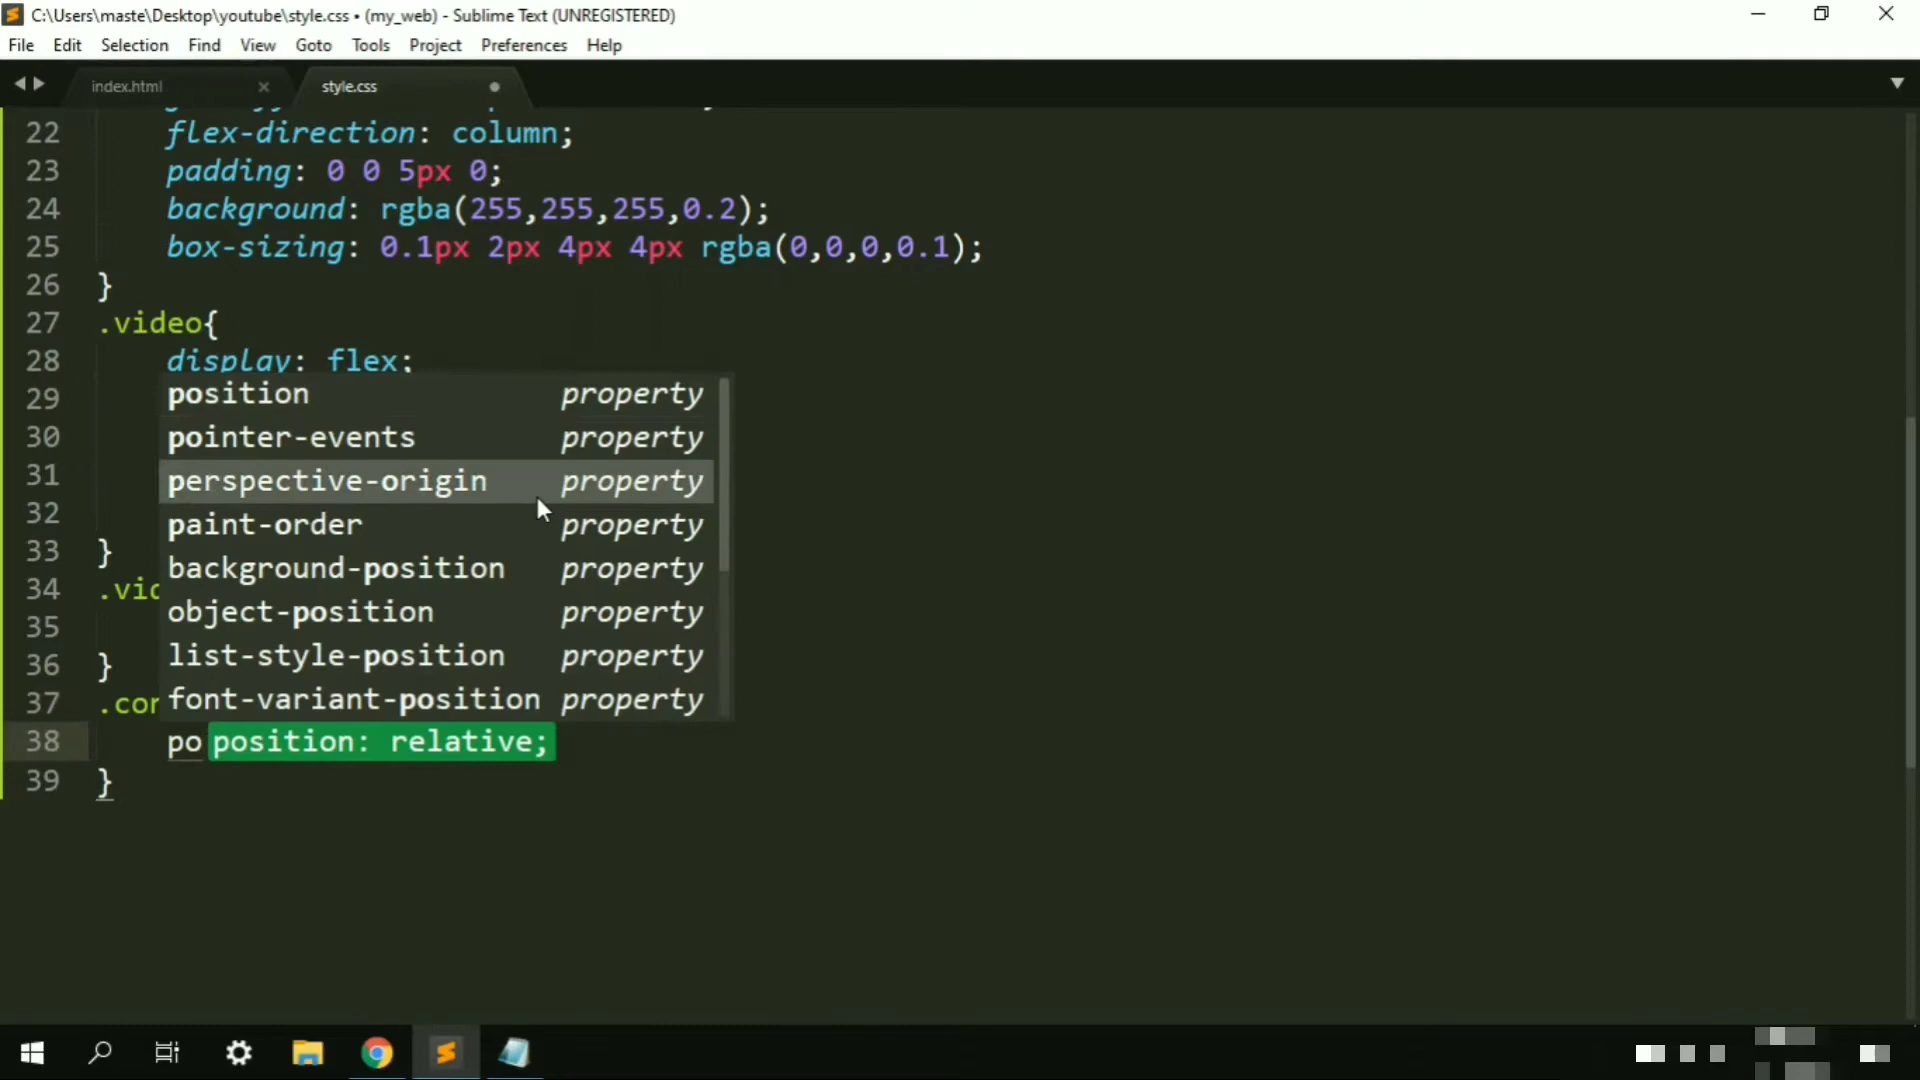 C:\Users\maste\Desktop\youtube\style.css • (my_web) - Sublime Text (UNREGISTERED)
File Edit Selection Find View Goto Tools Project Preferences Help
index.html style.css
22 flex-direction: column;
23 padding: 0 0 5px 0;
24 background: rgba(255,255,255,0.2);
25 box-sizing: 0.1px 2px 4px 4px rgba(0,0,0,0.1);
26 }
27 .video{
28 display: flex;
29 position property
30 pointer-events property
31 perspective-origin property
32 paint-order property
33 } background-position property
34 .vid object-position property
35 list-style-position property
36 }
37 .con font-variant-position property
38 po position: relative;
39 }